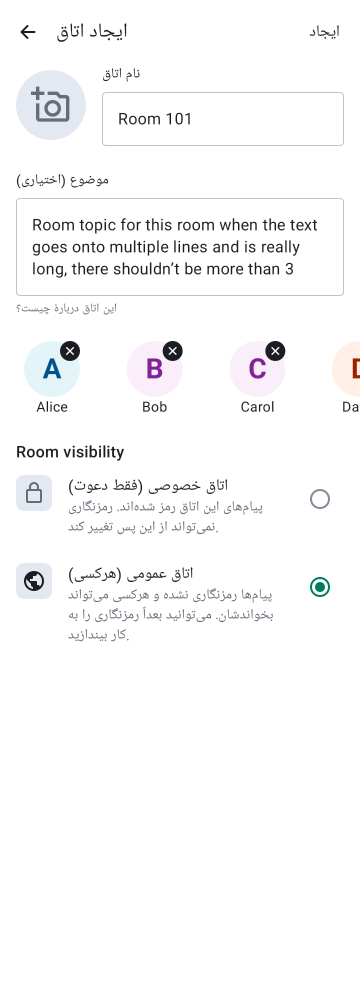 ایجاد اتاق
ایجاد
نام اتاق
Room 101
موضوع (اختیاری)
Room topic for this room when the text
goes onto multiple lines and is really
long, there shouldn’t be more than 3
این اتاق دربارهٔ چیست؟
A
B
C
Alice
Bob
Carol
Da
Room visibility
اتاق خصوصی (فقط دعوت)
پیام‌های این اتاق رمز شده‌اند. رمزنگاری
نمی‌تواند از این پس تغییر کند.
اتاق عمومی (هرکسی)
پیام‌ها رمزنگاری نشده و هرکسی می‌تواند
بخواندشان. می‌توانید بعداً رمزنگاری را به
کار بیندازید.